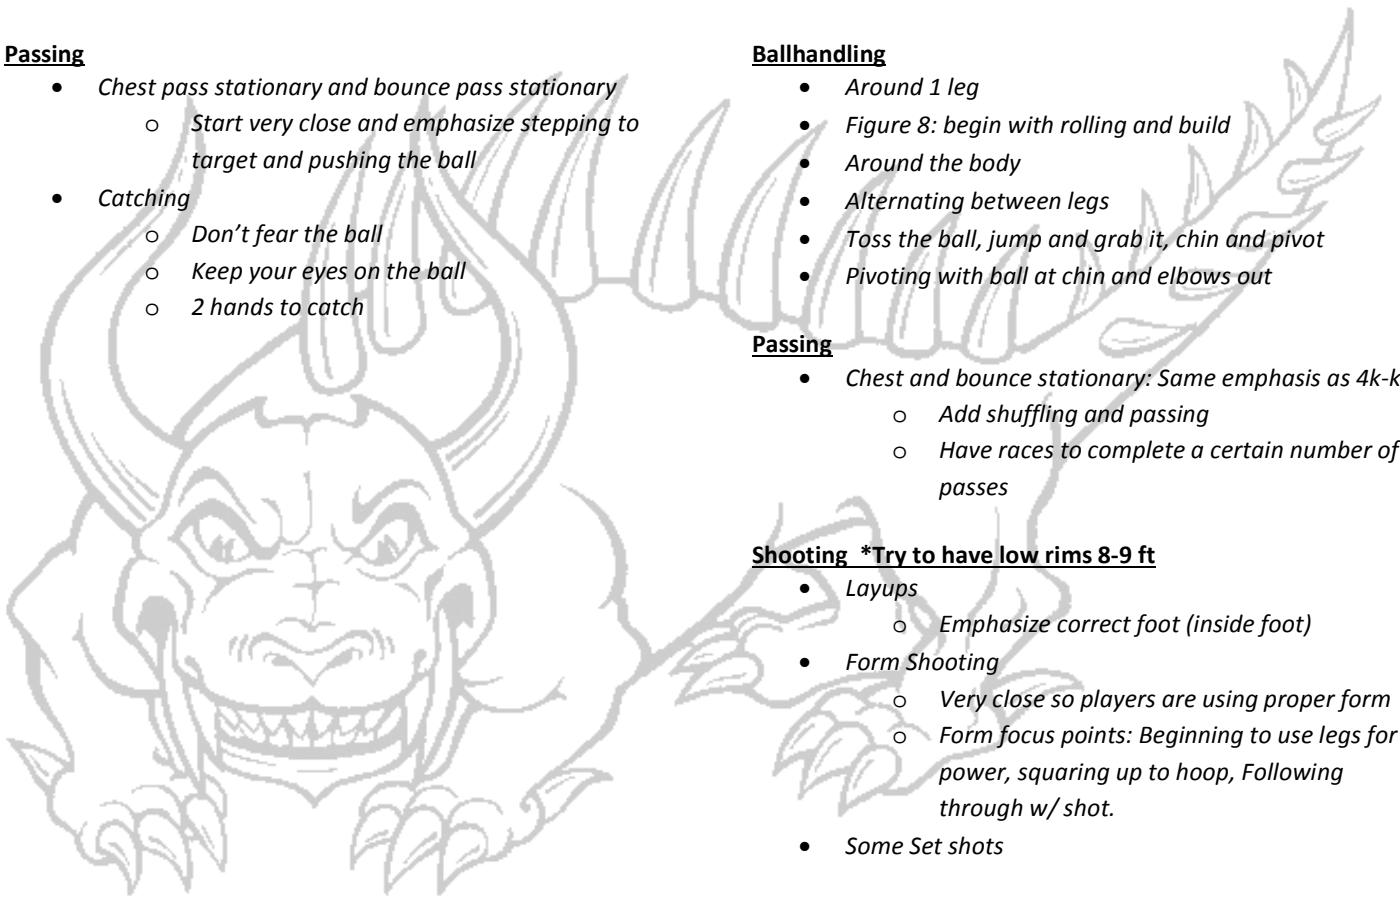 Passing
• Chest pass stationary and bounce pass stationary
o Start very close and emphasize stepping to
target and pushing the ball
• Catching
o Don’t fear the ball
o Keep your eyes on the ball
o 2 hands to catch
Ballhandling
• Around 1 leg
• Figure 8: begin with rolling and build
• Around the body
• Alternating between legs
• Toss the ball, jump and grab it, chin and pivot
• Pivoting with ball at chin and elbows out
Passing
• Chest and bounce stationary: Same emphasis as 4k-k
o Add shuffling and passing
o Have races to complete a certain number of
passes
Shooting *Try to have low rims 8-9 ft
• Layups
o Emphasize correct foot (inside foot)
• Form Shooting
o Very close so players are using proper form
o Form focus points: Beginning to use legs for
power, squaring up to hoop, Following
through w/ shot.
• Some Set shots